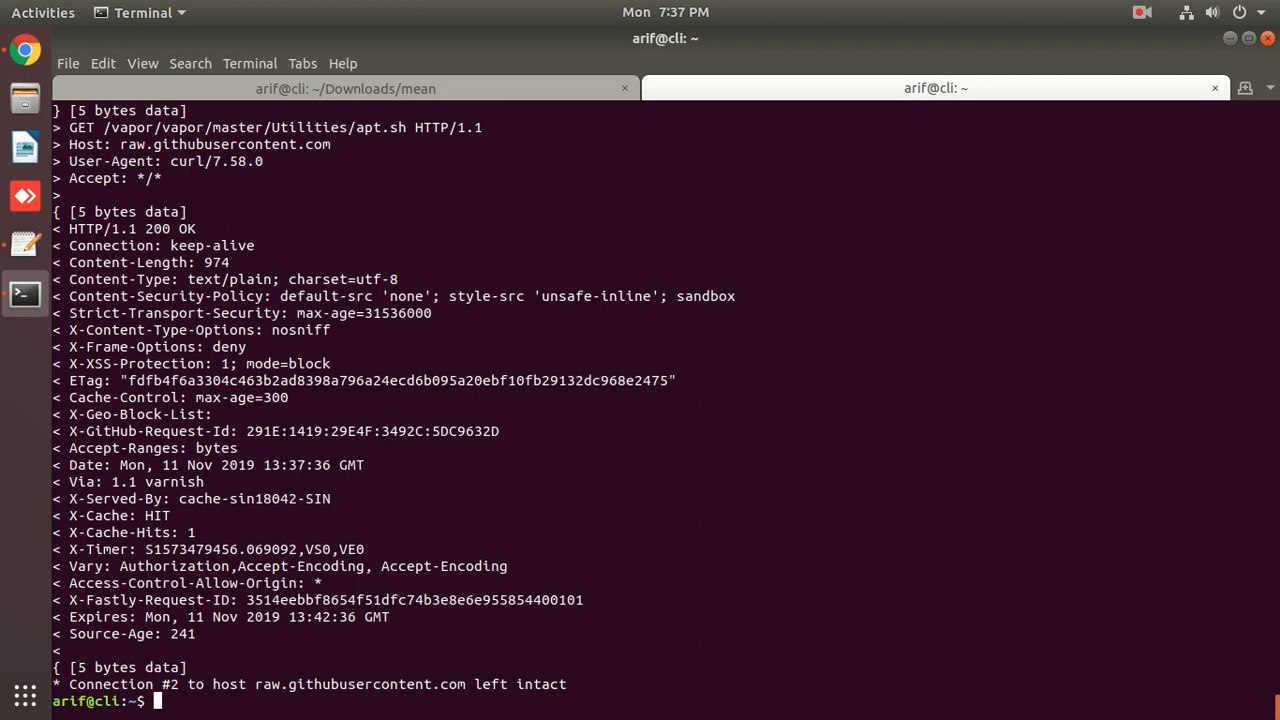 Activities Terminal Mon 7:37 PM
arif@cli: ~
File Edit View Search Terminal Tabs Help
arif@cli: ~/Downloads/mean × arif@cli: ~ ×
} [5 bytes data]
> GET /vapor/vapor/master/Utilities/apt.sh HTTP/1.1
> Host: raw.githubusercontent.com
> User-Agent: curl/7.58.0
> Accept: */*
>
{ [5 bytes data]
< HTTP/1.1 200 OK
< Connection: keep-alive
< Content-Length: 974
< Content-Type: text/plain; charset=utf-8
< Content-Security-Policy: default-src 'none'; style-src 'unsafe-inline'; sandbox
< Strict-Transport-Security: max-age=31536000
< X-Content-Type-Options: nosniff
< X-Frame-Options: deny
< X-XSS-Protection: 1; mode=block
< ETag: "fdfb4f6a3304c463b2ad8398a796a24ecd6b095a20ebf10fb29132dc968e2475"
< Cache-Control: max-age=300
< X-Geo-Block-List:
< X-GitHub-Request-Id: 291E:1419:29E4F:3492C:5DC9632D
< Accept-Ranges: bytes
< Date: Mon, 11 Nov 2019 13:37:36 GMT
< Via: 1.1 varnish
< X-Served-By: cache-sin18042-SIN
< X-Cache: HIT
< X-Cache-Hits: 1
< X-Timer: S1573479456.069092,VS0,VE0
< Vary: Authorization,Accept-Encoding, Accept-Encoding
< Access-Control-Allow-Origin: *
< X-Fastly-Request-ID: 3514eebbf8654f51dfc74b3e8e6e955854400101
< Expires: Mon, 11 Nov 2019 13:42:36 GMT
< Source-Age: 241
<
{ [5 bytes data]
* Connection #2 to host raw.githubusercontent.com left intact
arif@cli:~$